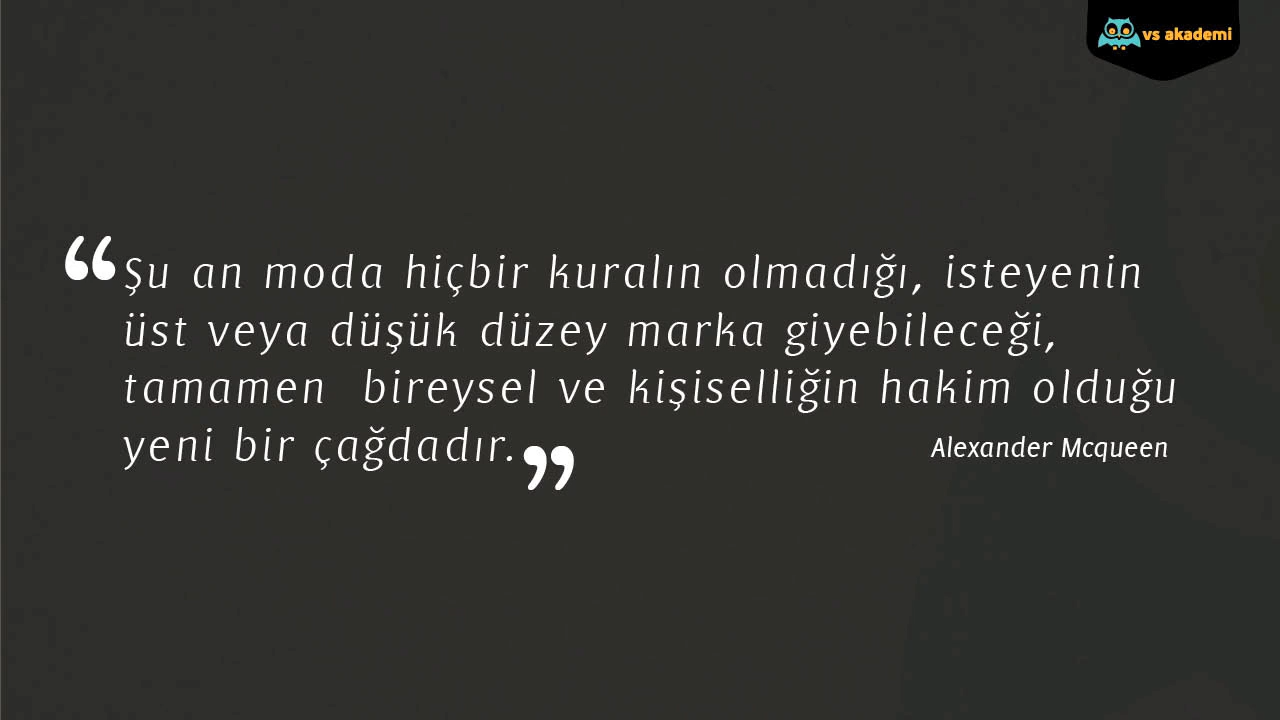 vs akademi
“Şu an moda hiçbir kuralın olmadığı, isteyenin
üst veya düşük düzey marka giyebileceği,
tamamen bireysel ve kişiselliğin hakim olduğu
yeni bir çağdadır.”
Alexander Mcqueen